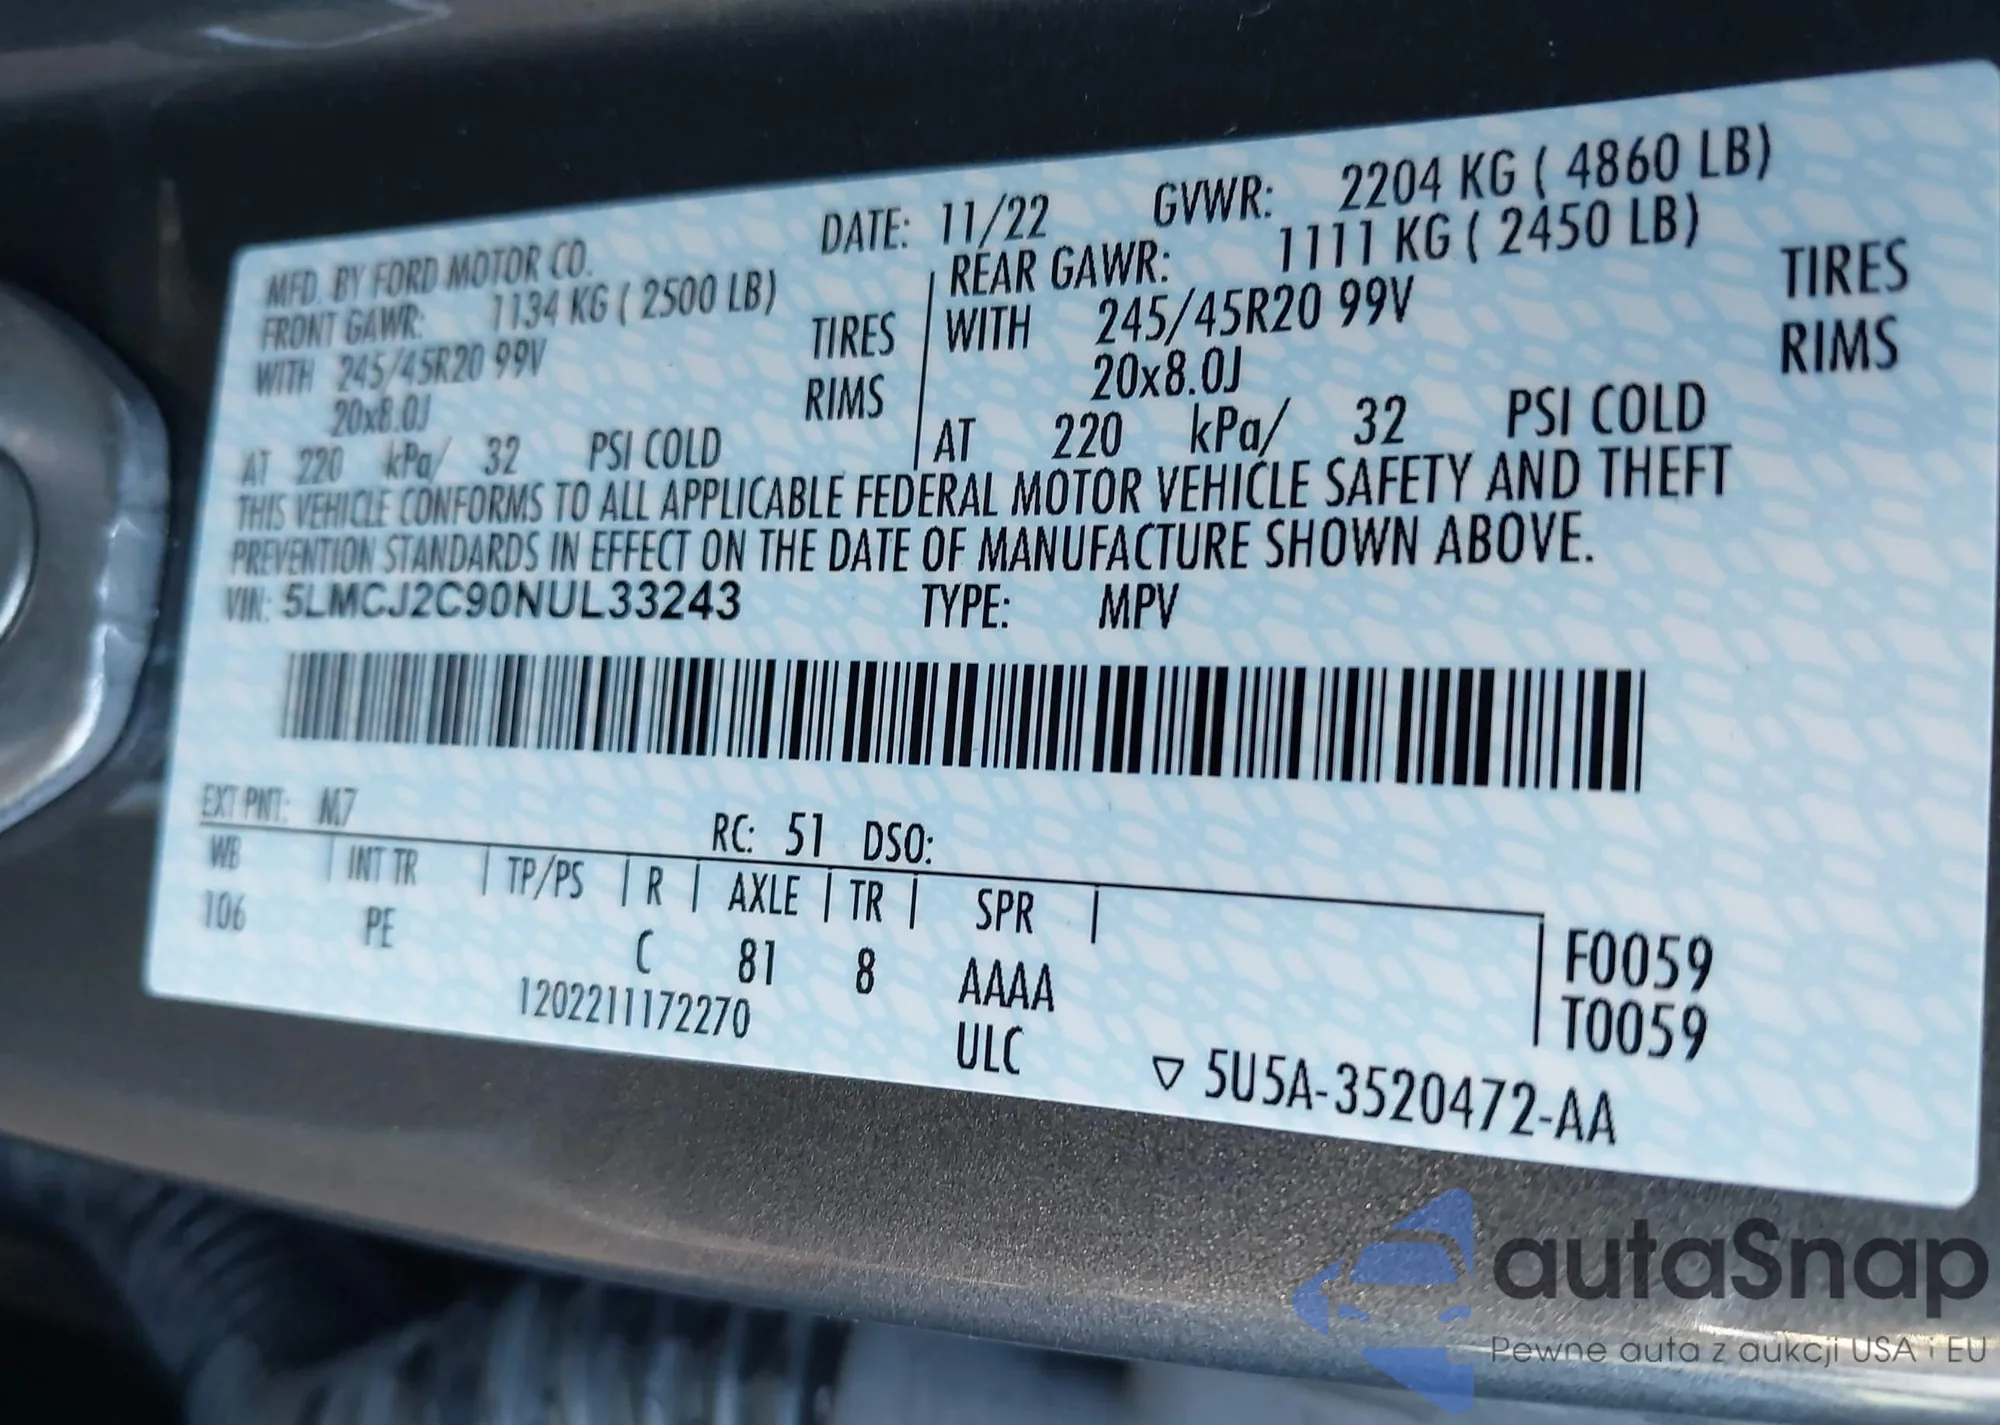 MFD. BY FORD MOTOR CO. DATE: 11/22 GVWR: 2204 KG ( 4860 LB)
FRONT GAWR: 1134 KG ( 2500 LB) REAR GAWR: 1111 KG ( 2450 LB)
WITH 245/45R20 99V TIRES WITH 245/45R20 99V TIRES
20x8.0J RIMS 20x8.0J RIMS
AT 220 kPa/ 32 PSI COLD AT 220 kPa/ 32 PSI COLD
THIS VEHICLE CONFORMS TO ALL APPLICABLE FEDERAL MOTOR VEHICLE SAFETY AND THEFT
PREVENTION STANDARDS IN EFFECT ON THE DATE OF MANUFACTURE SHOWN ABOVE.
VIN: 5LMCJ2C90NUL33243 TYPE: MPV
EXT PNT: M7 RC: 51 DSO:
WB | INT TR | TP/PS | R | AXLE | TR | SPR |
106 PE C 81 8 AAAA F0059
1202211172270 ULC T0059
▽ 5U5A-3520472-AA
autaSnap
Pewne auta z aukcji USA i EU